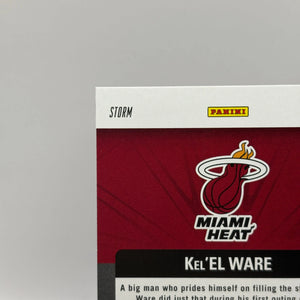 STORM
PANINI
MIAMI
HEAT
KEL'EL WARE
A big man who prides himself on filling the st
Ware did just that during his first outing